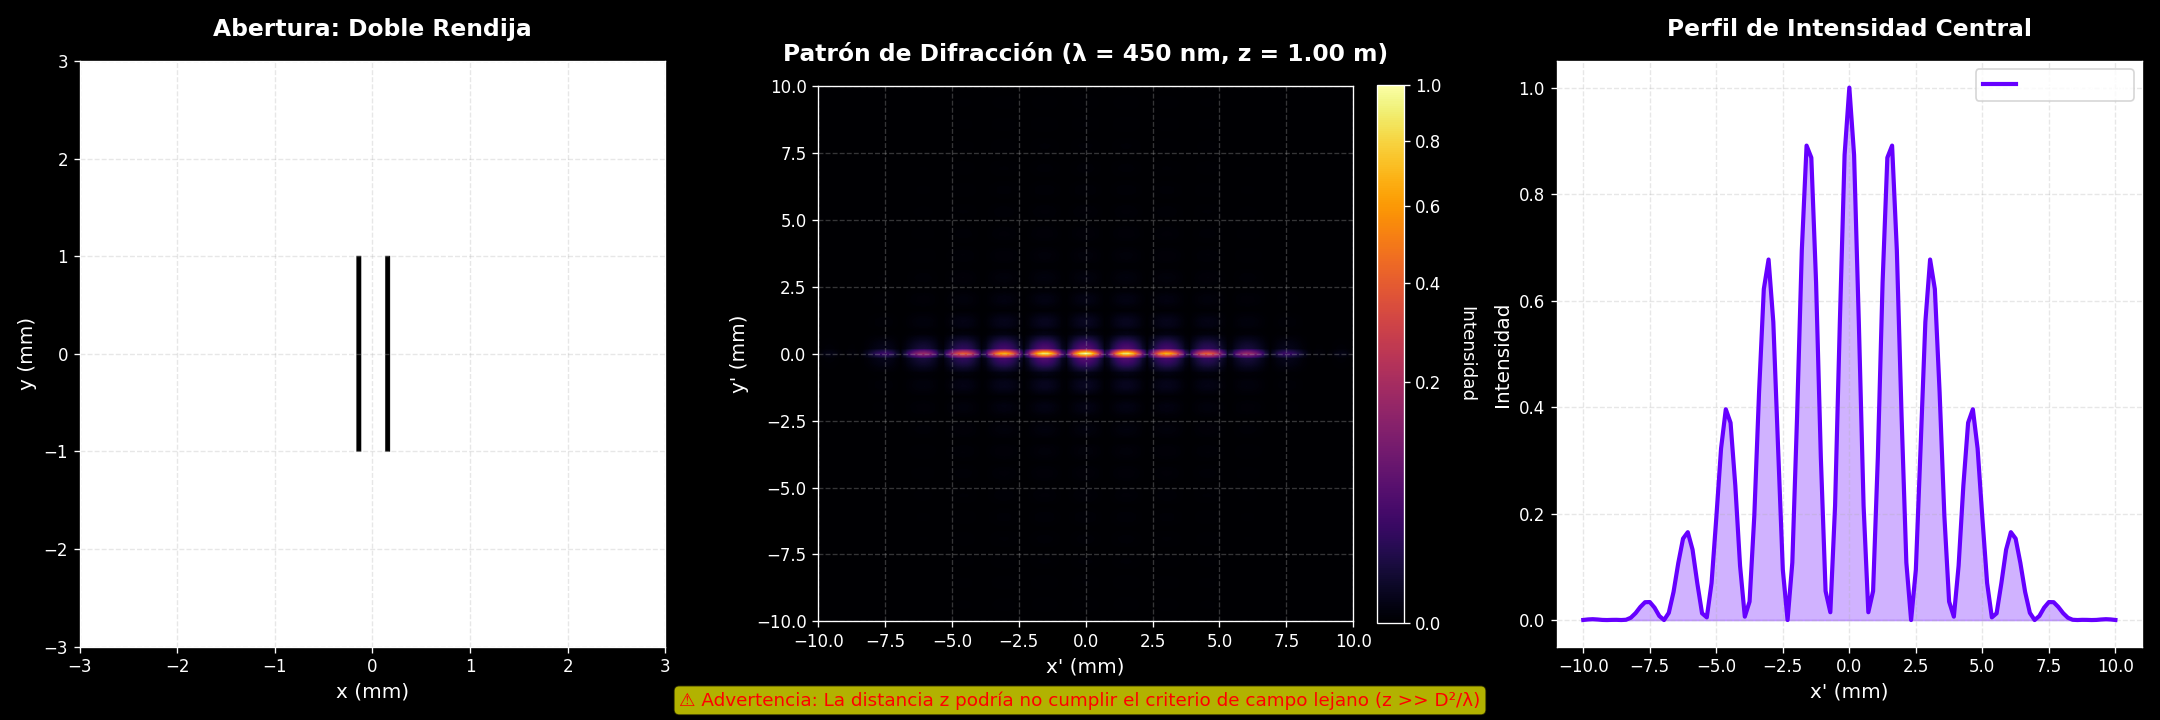 Abertura: Doble Rendija
3
2
1
0
−1
−2
−3
y (mm)
−3 −2 −1 0 1 2 3
x (mm)
Patrón de Difracción (λ = 450 nm, z = 1.00 m)
10.0
7.5
5.0
2.5
0.0
−2.5
−5.0
−7.5
−10.0
y' (mm)
−10.0 −7.5 −5.0 −2.5 0.0 2.5 5.0 7.5 10.0
x' (mm)
1.0
0.8
0.6
0.4
0.2
0.0
Intensidad
Perfil de Intensidad Central
1.0
0.8
0.6
0.4
0.2
0.0
Intensidad
−10.0 −7.5 −5.0 −2.5 0.0 2.5 5.0 7.5 10.0
x' (mm)
⚠ Advertencia: La distancia z podría no cumplir el criterio de campo lejano (z >> D²/λ)